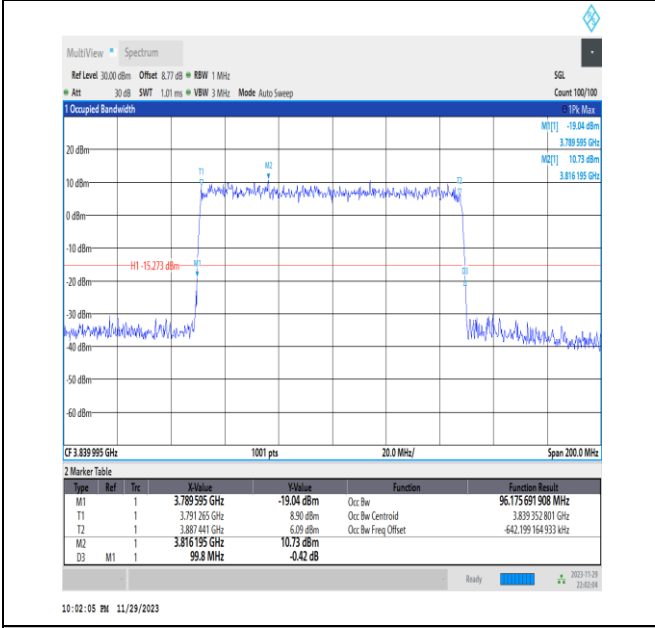 MultiView Spectrum
Ref Level 30.00 dBm Offset 8.77 dB RBW 1 MHz SGL
Att 30 dB SWT 1.01 ms VBW 3 MHz Mode Auto Sweep Count 100/100
1 Occupied Bandwidth 1Pk Max
M1[1] -19.04 dBm
3.789 595 GHz
20 dBm
M2[1] 10.73 dBm
3.816 195 GHz
T1 M2 T2
10 dBm
0 dBm
-10 dBm
H1 -15.273 dBm M1 D3
-20 dBm
-30 dBm
-40 dBm
-50 dBm
-60 dBm
CF 3.839 995 GHz 1001 pts 20.0 MHz/ Span 200.0 MHz
2 Marker Table
Type Ref Trc X-Value Y-Value Function Function Result
M1 1 3.789 595 GHz -19.04 dBm Occ Bw 96.175 691 908 MHz
T1 1 3.791 265 GHz 8.90 dBm Occ Bw Centroid 3.839 352 801 GHz
T2 1 3.887 441 GHz 6.09 dBm Occ Bw Freq Offset -642.199 164 933 kHz
M2 1 3.816 195 GHz 10.73 dBm
D3 M1 1 99.8 MHz -0.42 dB
Ready 2023-11-29
22:02:04
10:02:05 PM 11/29/2023